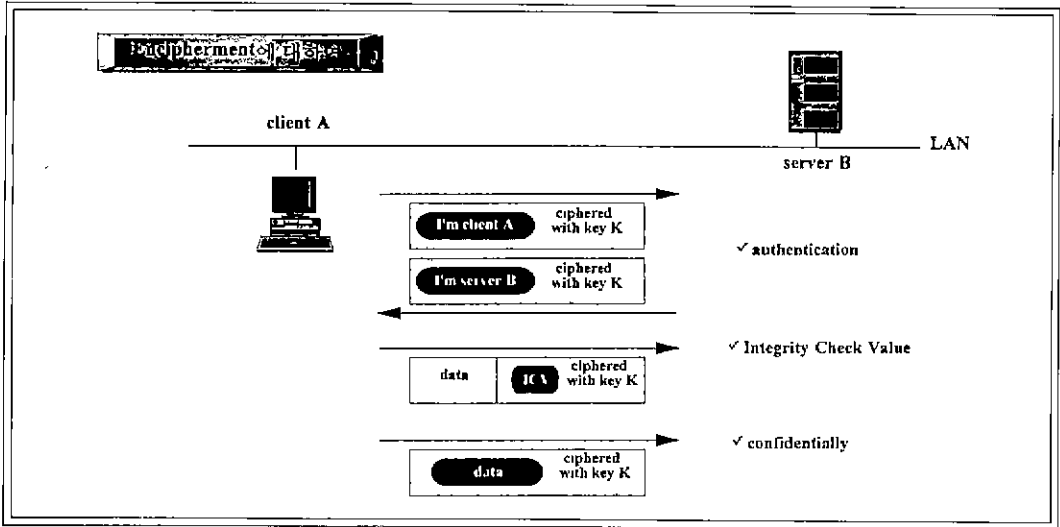 Encipherment
client A
LAN
server B
I'm client A
ciphered
with key K
✓ authentication
I'm server B
ciphered
with key K
✓ Integrity Check Value
data
ICV
ciphered
with key K
✓ confidentially
data
ciphered
with key K